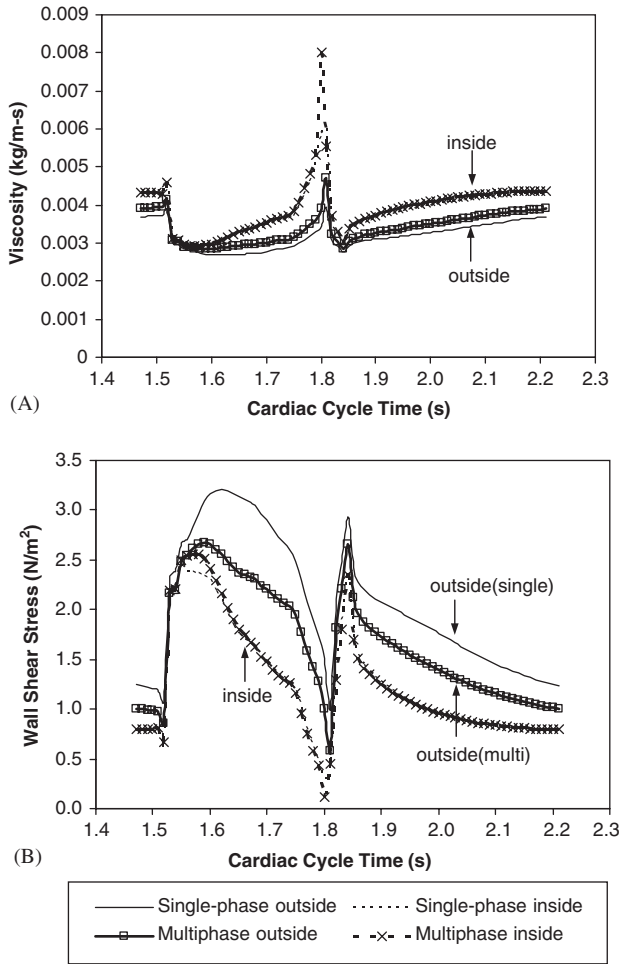 0.009
0.008
0.007
0.006
0.005
0.004
0.003
0.002
0.001
0
Viscosity (kg/m-s)
inside
outside
1.4 1.5 1.6 1.7 1.8 1.9 2.0 2.1 2.2 2.3
(A)
Cardiac Cycle Time (s)
3.5
3.0
2.5
2.0
1.5
1.0
0.5
0.0
Wall Shear Stress (N/m²)
outside(single)
inside
outside(multi)
1.4 1.5 1.6 1.7 1.8 1.9 2.0 2.1 2.2 2.3
(B)
Cardiac Cycle Time (s)
Single-phase outside Single-phase inside
Multiphase outside Multiphase inside